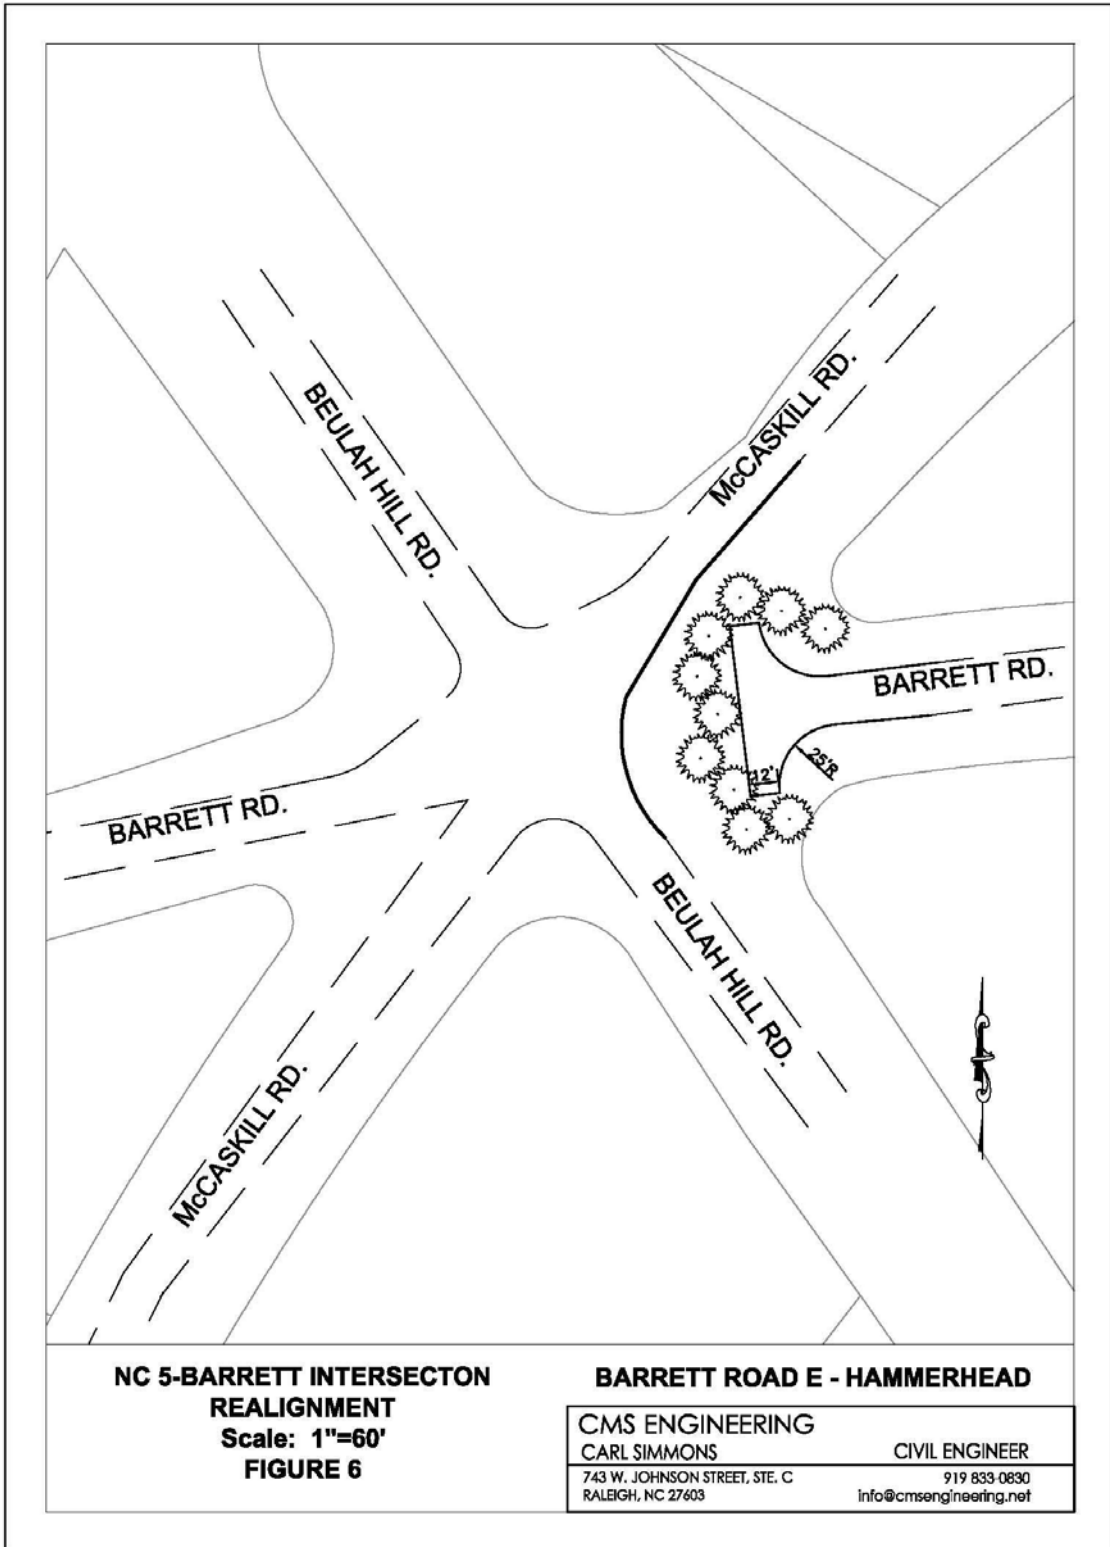 BEULAH HILL RD.
McCASKILL RD.
BARRETT RD.
25'R
12'
BARRETT RD.
BEULAH HILL RD.
McCASKILL RD.
NC 5-BARRETT INTERSECTON
REALIGNMENT
Scale: 1"=60'
FIGURE 6
BARRETT ROAD E - HAMMERHEAD
CMS ENGINEERING
CARL SIMMONS
CIVIL ENGINEER
743 W. JOHNSON STREET, STE. C
919 833-0830
RALEIGH, NC 27603
info@cmsengineering.net